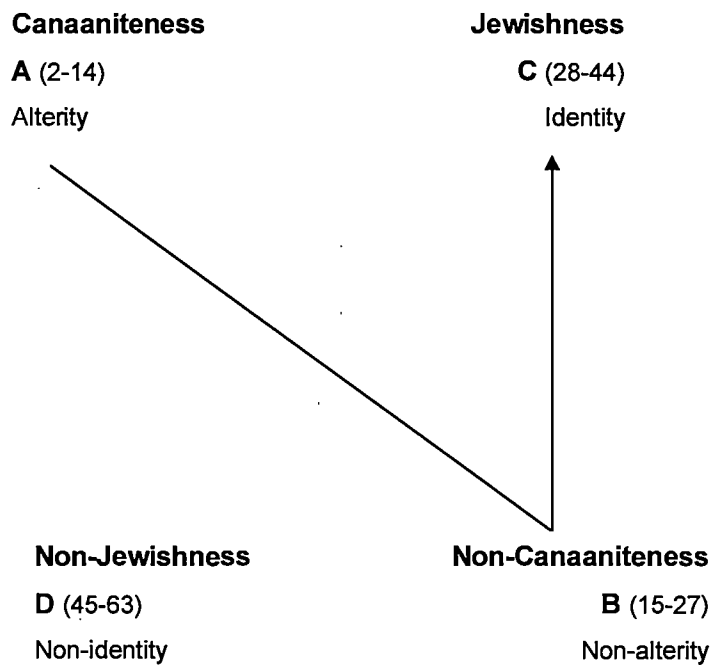 Canaaniteness
A (2-14)
Alterity
Jewishness
C (28-44)
Identity
Non-Jewishness
D (45-63)
Non-identity
Non-Canaaniteness
B (15-27)
Non-alterity